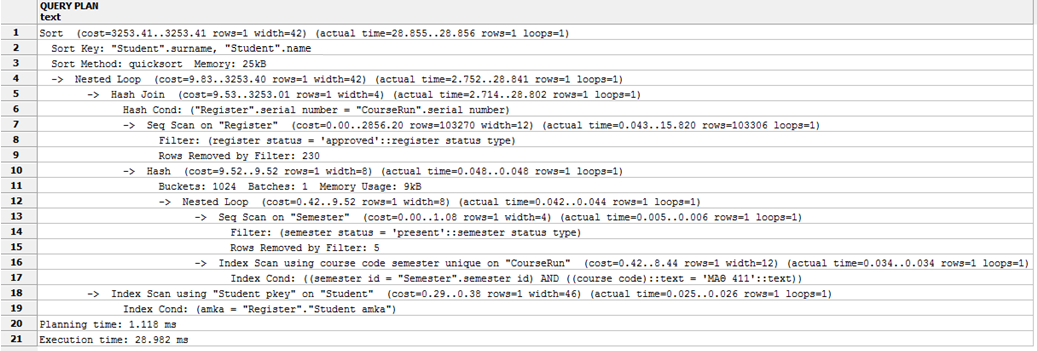 QUERY PLAN
text
1 Sort (cost=3253.41..3253.41 rows=1 width=42) (actual time=28.855..28.856 rows=1 loops=1)
2 Sort Key: "Student".surname, "Student".name
3 Sort Method: quicksort Memory: 25kB
4 -> Nested Loop (cost=9.83..3253.40 rows=1 width=42) (actual time=2.752..28.841 rows=1 loops=1)
5 -> Hash Join (cost=9.53..3253.01 rows=1 width=4) (actual time=2.714..28.802 rows=1 loops=1)
6 Hash Cond: ("Register".serial number = "CourseRun".serial number)
7 -> Seq Scan on "Register" (cost=0.00..2856.20 rows=103270 width=12) (actual time=0.043..15.820 rows=103306 loops=1)
8 Filter: (register status = 'approved'::register status type)
9 Rows Removed by Filter: 230
10 -> Hash (cost=9.52..9.52 rows=1 width=8) (actual time=0.048..0.048 rows=1 loops=1)
11 Buckets: 1024 Batches: 1 Memory Usage: 9kB
12 -> Nested Loop (cost=0.42..9.52 rows=1 width=8) (actual time=0.042..0.044 rows=1 loops=1)
13 -> Seq Scan on "Semester" (cost=0.00..1.08 rows=1 width=4) (actual time=0.005..0.006 rows=1 loops=1)
14 Filter: (semester status = 'present'::semester status type)
15 Rows Removed by Filter: 5
16 -> Index Scan using course code semester unique on "CourseRun" (cost=0.42..8.44 rows=1 width=12) (actual time=0.034..0.034 rows=1 loops=1)
17 Index Cond: ((semester id = "Semester".semester id) AND ((course code)::text = 'ΜΑΘ 411'::text))
18 -> Index Scan using "Student pkey" on "Student" (cost=0.29..0.38 rows=1 width=46) (actual time=0.025..0.026 rows=1 loops=1)
19 Index Cond: (amka = "Register"."Student amka")
20 Planning time: 1.118 ms
21 Execution time: 28.982 ms